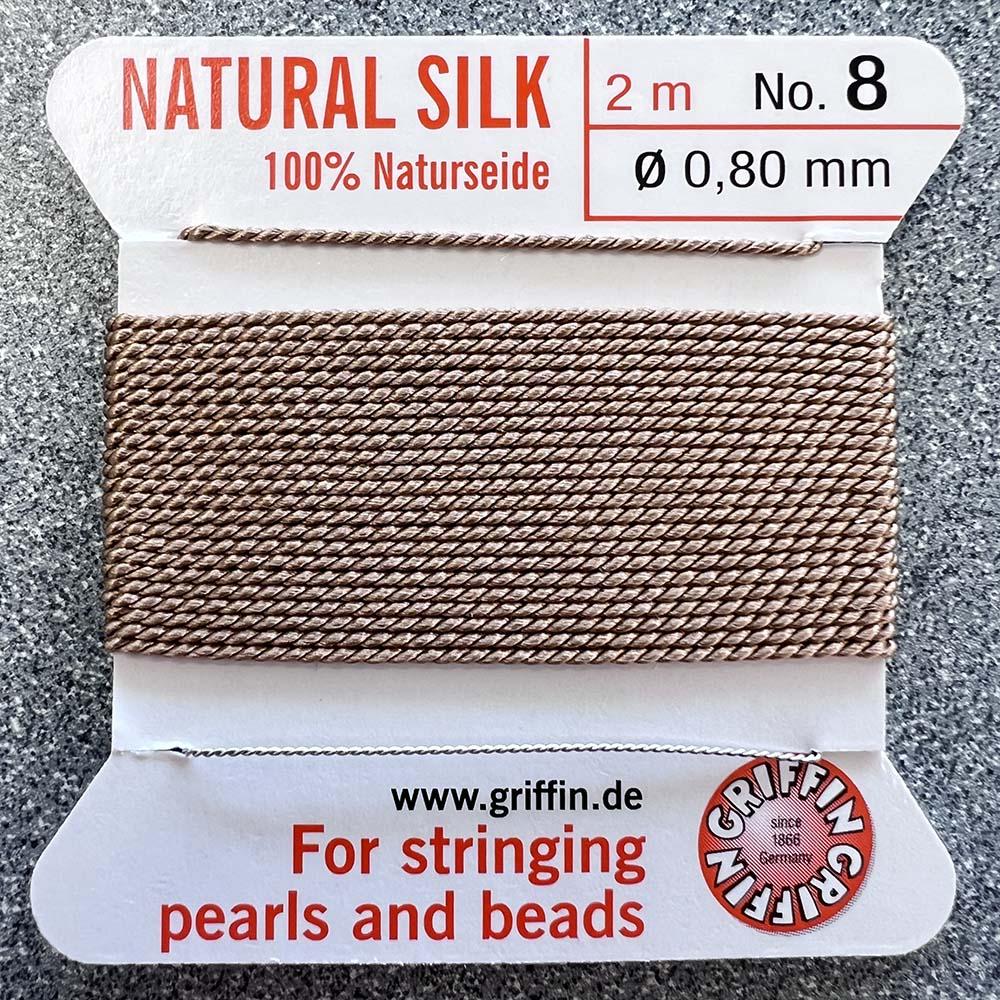 NATURAL SILK
100% Naturseide
2 m No. 8
Ø 0,80 mm
www.griffin.de
For stringing
pearls and beads
GRIFFIN GRIFFIN
since
1866
Germany